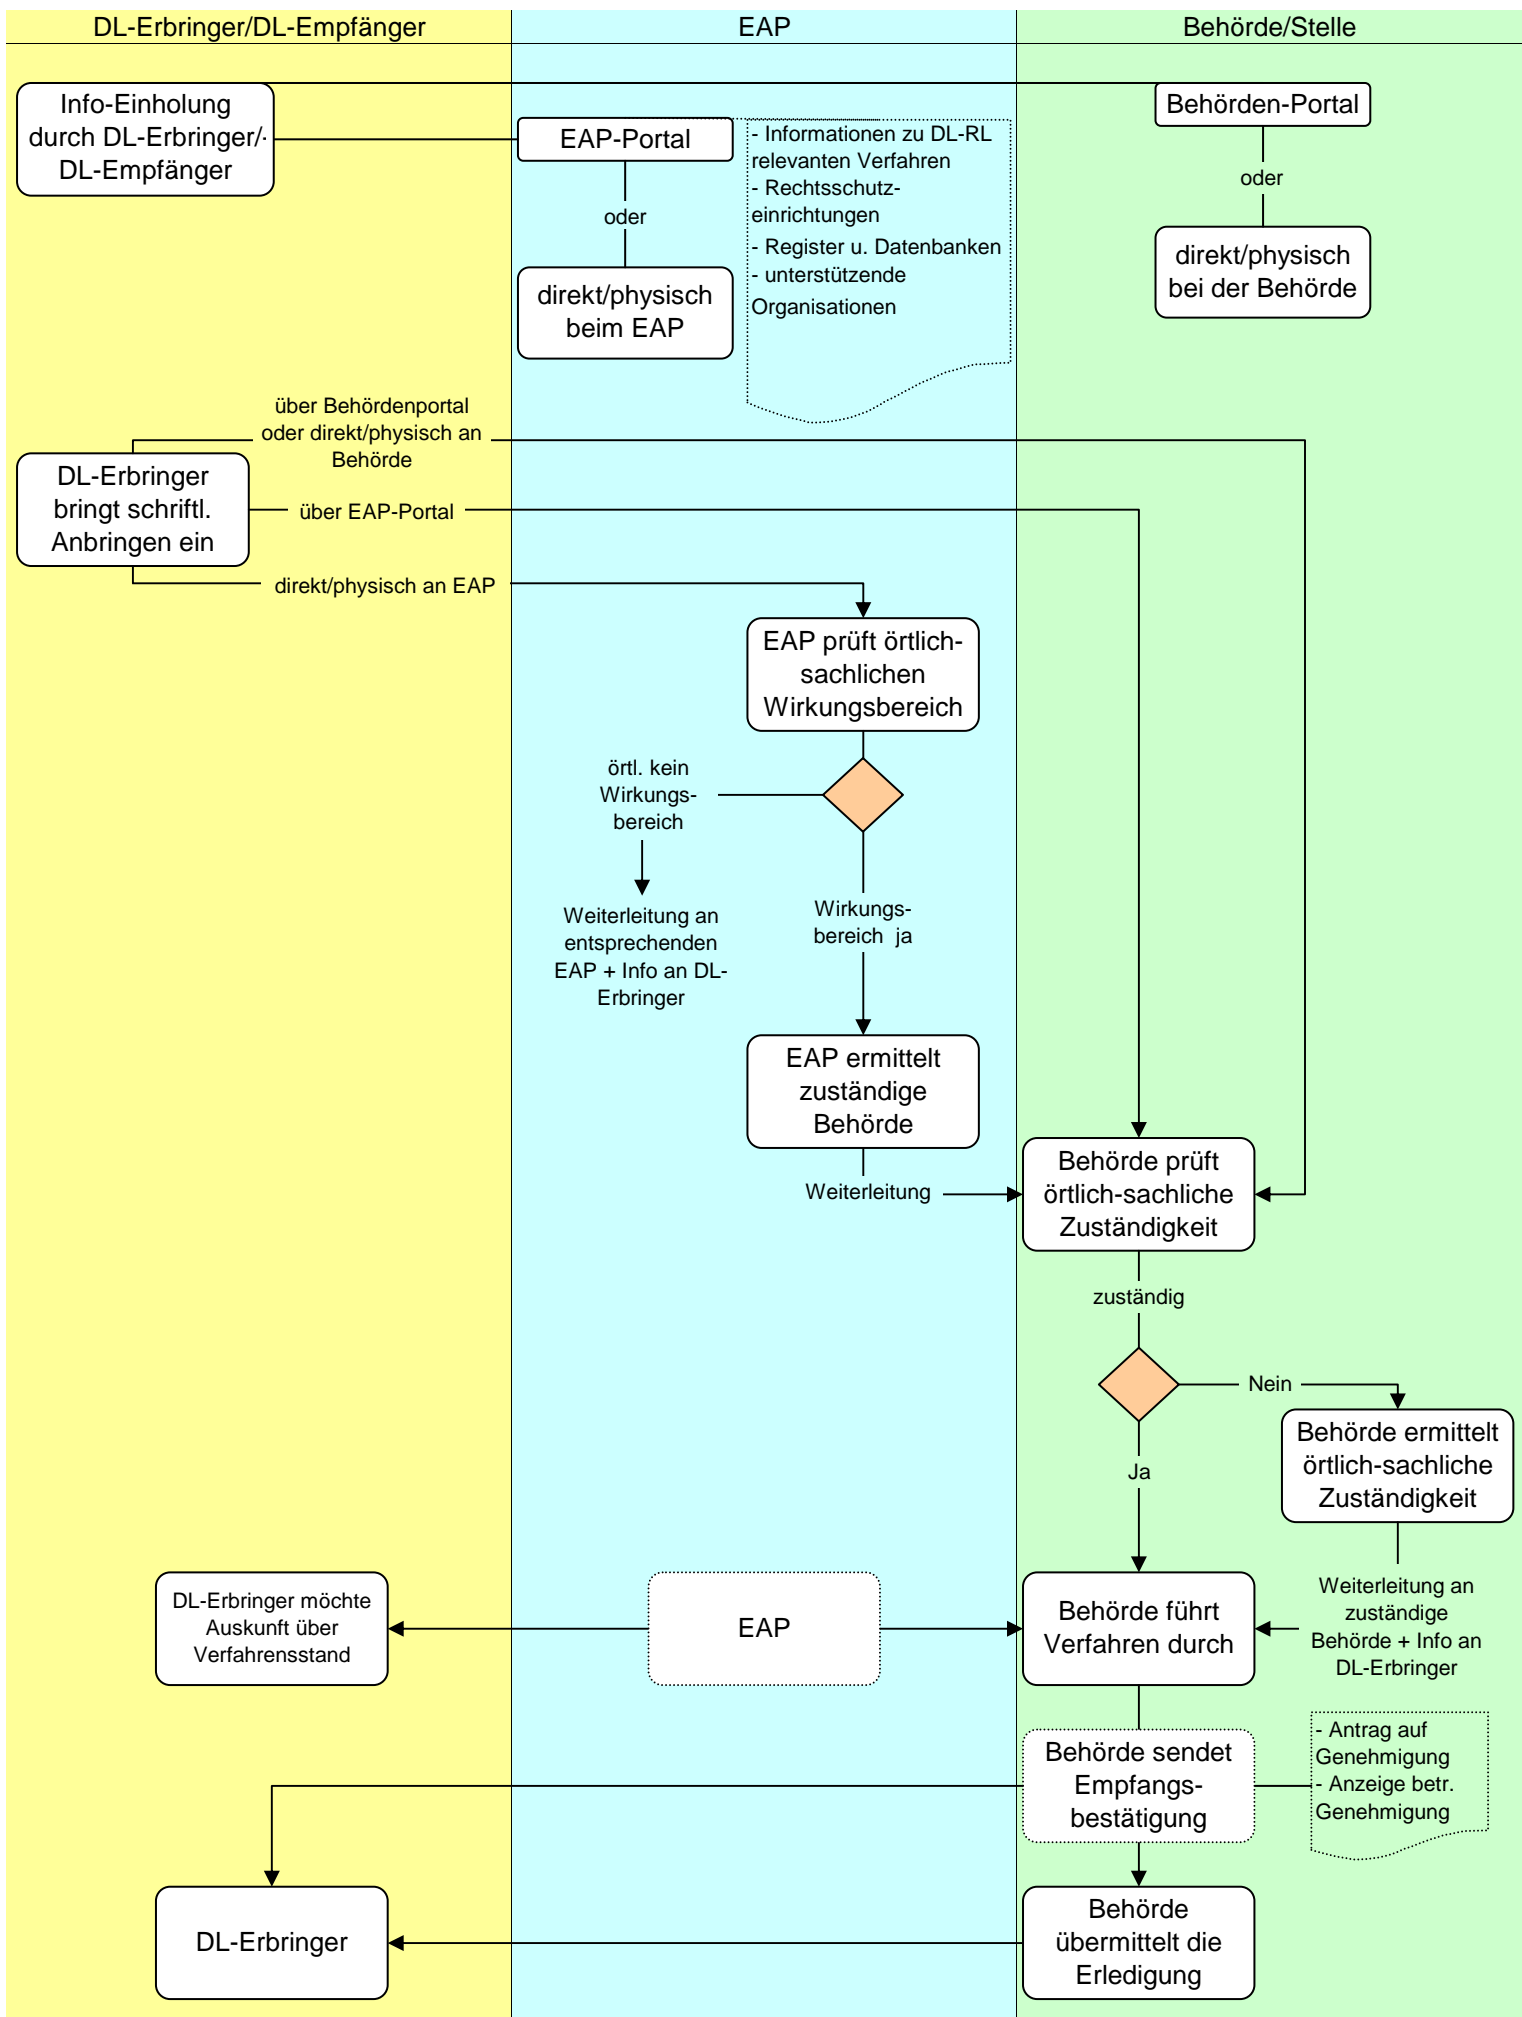 DL-Erbringer/DL-Empfänger
EAP
Behörde/Stelle
Info-Einholung
durch DL-Erbringer/-
DL-Empfänger
EAP-Portal
oder
direkt/physisch
beim EAP
- Informationen zu DL-RL
relevanten Verfahren
- Rechtsschutz-
einrichtungen
- Register u. Datenbanken
- unterstützende
Organisationen
Behörden-Portal
oder
direkt/physisch
bei der Behörde
über Behördenportal
oder direkt/physisch an
Behörde
DL-Erbringer
bringt schriftl.
Anbringen ein
über EAP-Portal
direkt/physisch an EAP
EAP prüft örtlich-
sachlichen
Wirkungsbereich
örtl. kein
Wirkungs-
bereich
Weiterleitung an
entsprechenden
EAP + Info an DL-
Erbringer
Wirkungs-
bereich ja
EAP ermittelt
zuständige
Behörde
Weiterleitung
Behörde prüft
örtlich-sachliche
Zuständigkeit
zuständig
Nein
Ja
Behörde ermittelt
örtlich-sachliche
Zuständigkeit
Weiterleitung an
zuständige
Behörde + Info an
DL-Erbringer
DL-Erbringer möchte
Auskunft über
Verfahrensstand
EAP
Behörde führt
Verfahren durch
Behörde sendet
Empfangs-
bestätigung
- Antrag auf
Genehmigung
- Anzeige betr.
Genehmigung
DL-Erbringer
Behörde
übermittelt die
Erledigung